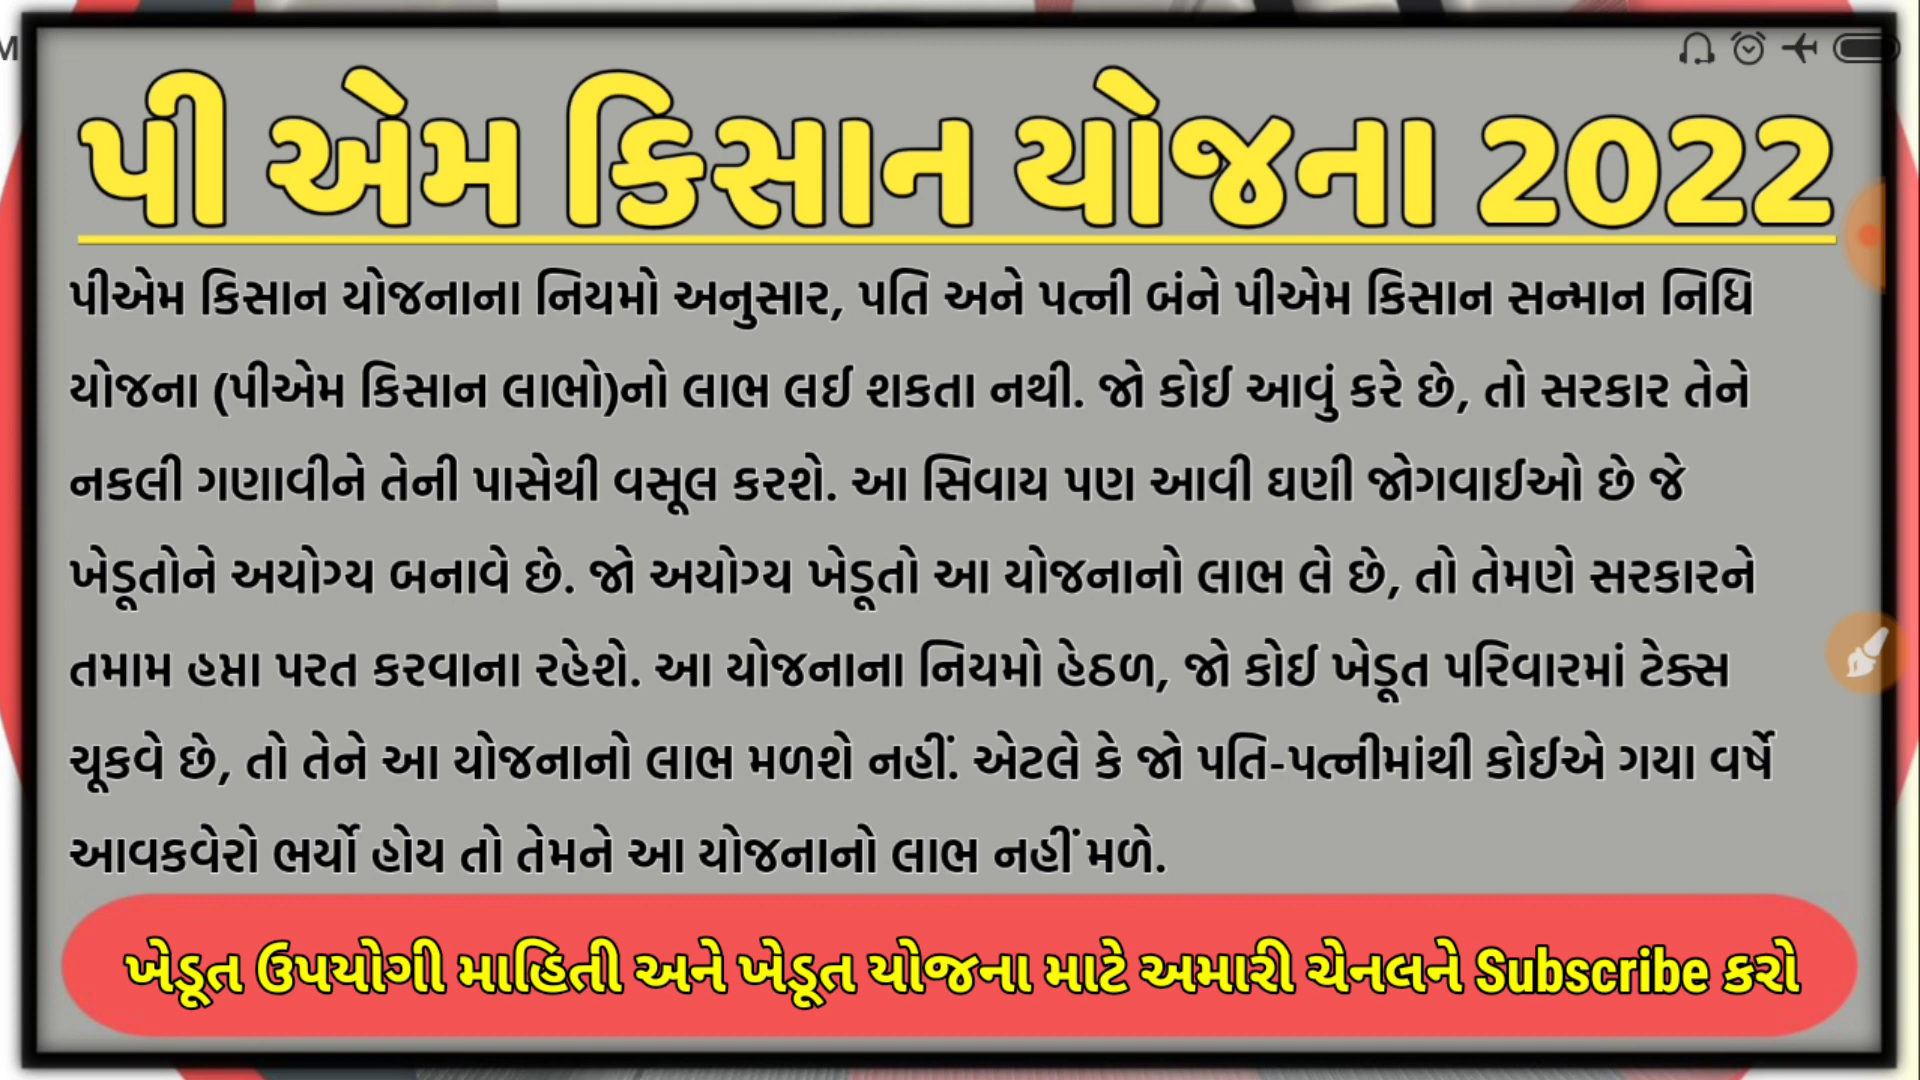 M
પી એમ કિસાન યોજના 2022
પીએમ કિસાન યોજનાના નિયમો અનુસાર, પતિ અને પત્ની બંને પીએમ કિસાન સન્માન નિધિ
યોજના (પીએમ કિસાન લાભો)નો લાભ લઈ શકતા નથી. જો કોઈ આવું કરે છે, તો સરકાર તેને
નકલી ગણાવીને તેની પાસેથી વસૂલ કરશે. આ સિવાય પણ આવી ઘણી જોગવાઈઓ છે જે
ખેડૂતોને અયોગ્ય બનાવે છે. જો અયોગ્ય ખેડૂતો આ યોજનાનો લાભ લે છે, તો તેમણે સરકારને
તમામ હપ્તા પરત કરવાના રહેશે. આ યોજનાના નિયમો હેઠળ, જો કોઈ ખેડૂત પરિવારમાં ટેક્સ
ચૂકવે છે, તો તેને આ યોજનાનો લાભ મળશે નહીં. એટલે કે જો પતિ-પત્નીમાંથી કોઈએ ગયા વર્ષે
આવકવેરો ભર્યો હોય તો તેમને આ યોજનાનો લાભ નહીં મળે.
ખેડૂત ઉપયોગી માહિતી અને ખેડૂત યોજના માટે અમારી ચેનલને Subscribe કરો